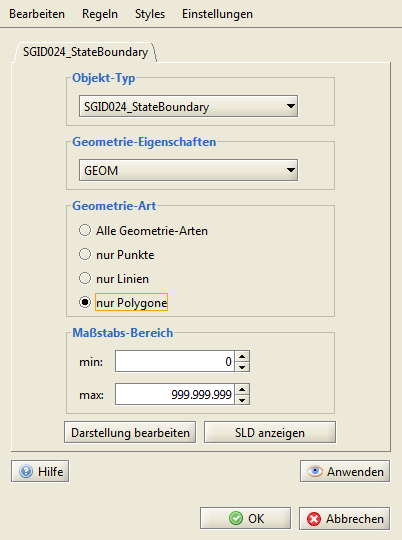 Bearbeiten Regeln Styles Einstellungen
SGID024_StateBoundary
Objekt-Typ
SGID024_StateBoundary
Geometrie-Eigenschaften
GEOM
Geometrie-Art
Alle Geometrie-Arten
nur Punkte
nur Linien
nur Polygone
Maßstabs-Bereich
min: 0
max: 999.999.999
Darstellung bearbeiten SLD anzeigen
Hilfe Anwenden
OK Abbrechen